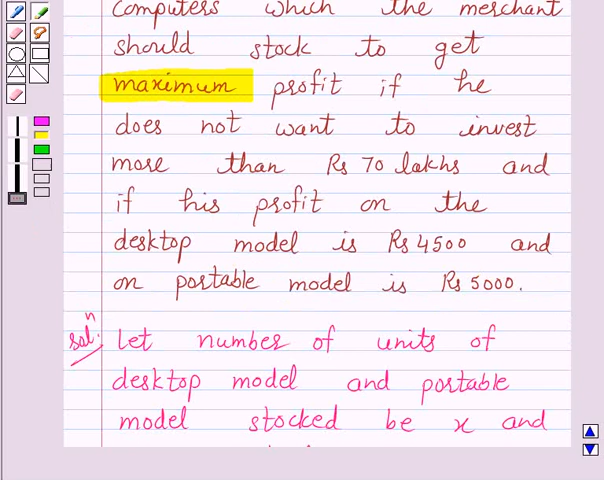 computers which the merchant
should stock to get
maximum profit if he
does not want to invest
more than Rs 70 lakhs and
if his profit on the
desktop model is Rs 4500 and
on portable model is Rs 5000.
solⁿ: Let number of units of
desktop model and portable
model stocked be x and